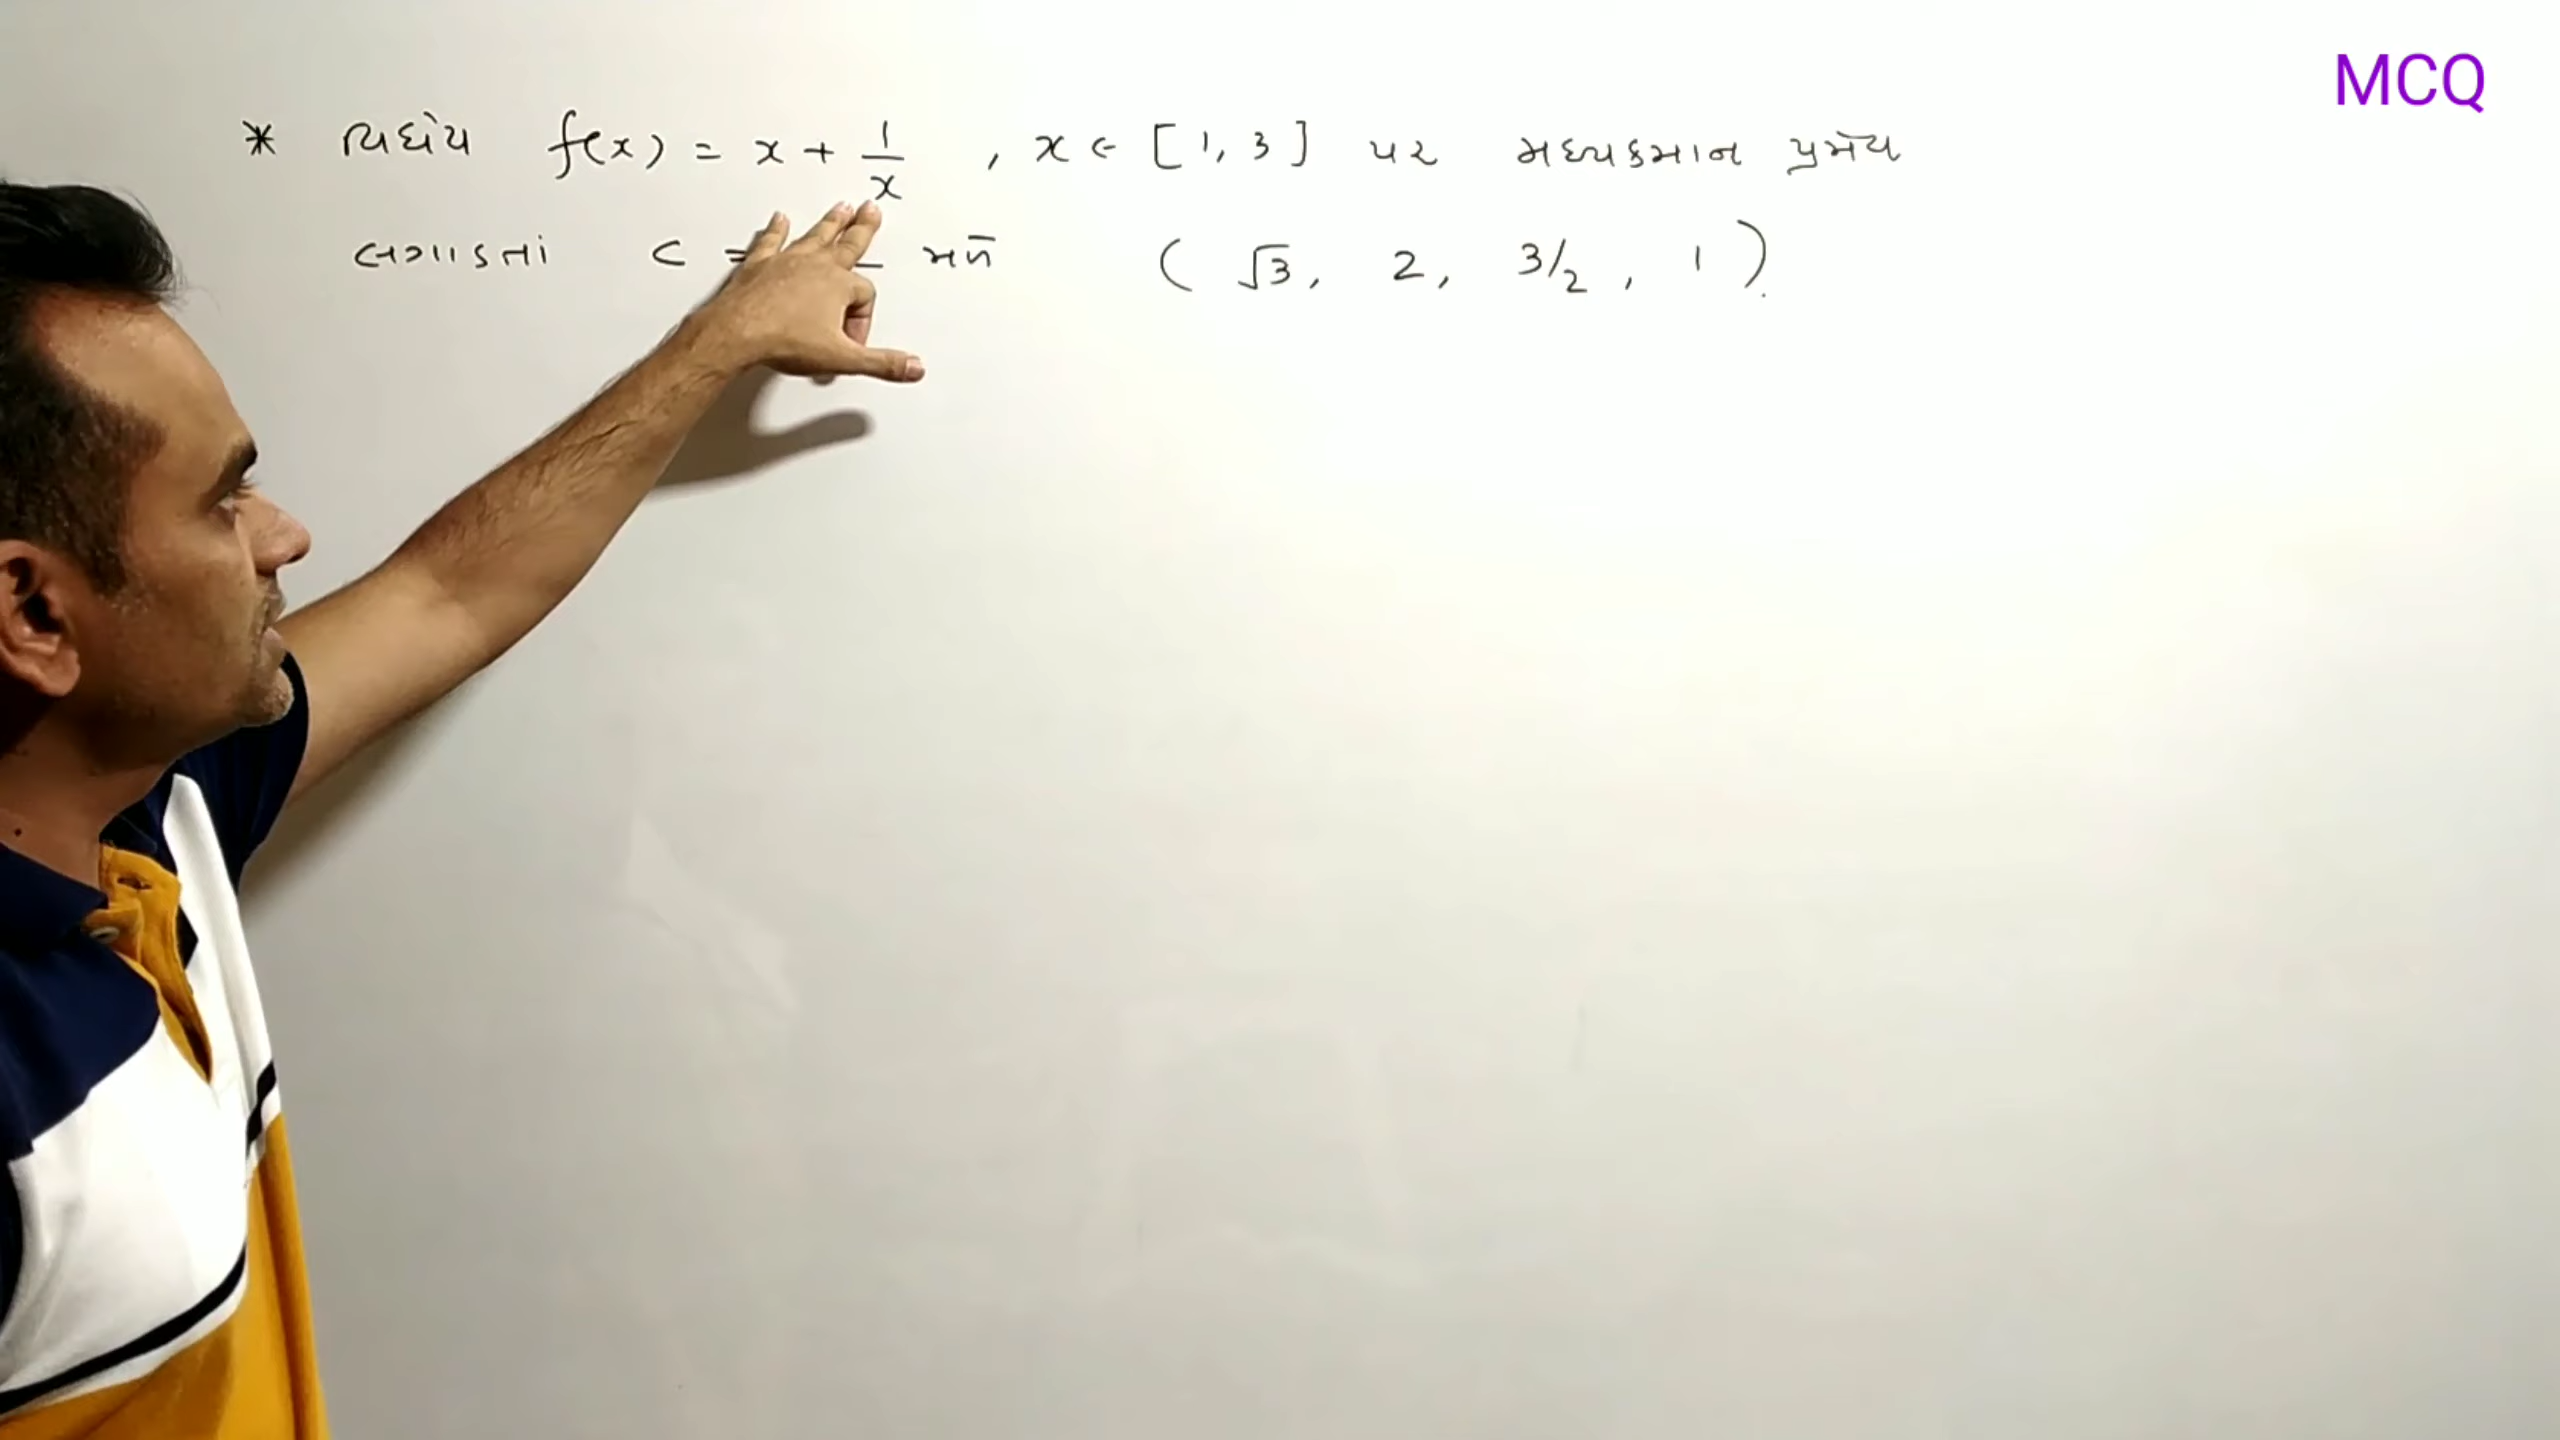 MCQ
* વિધેય f(x) = x + 1/x , x ∈ [1, 3] પર મધ્યકમાન પ્રમેય
લગાડતાં c = મળે ( √3, 2, 3/2, 1 )